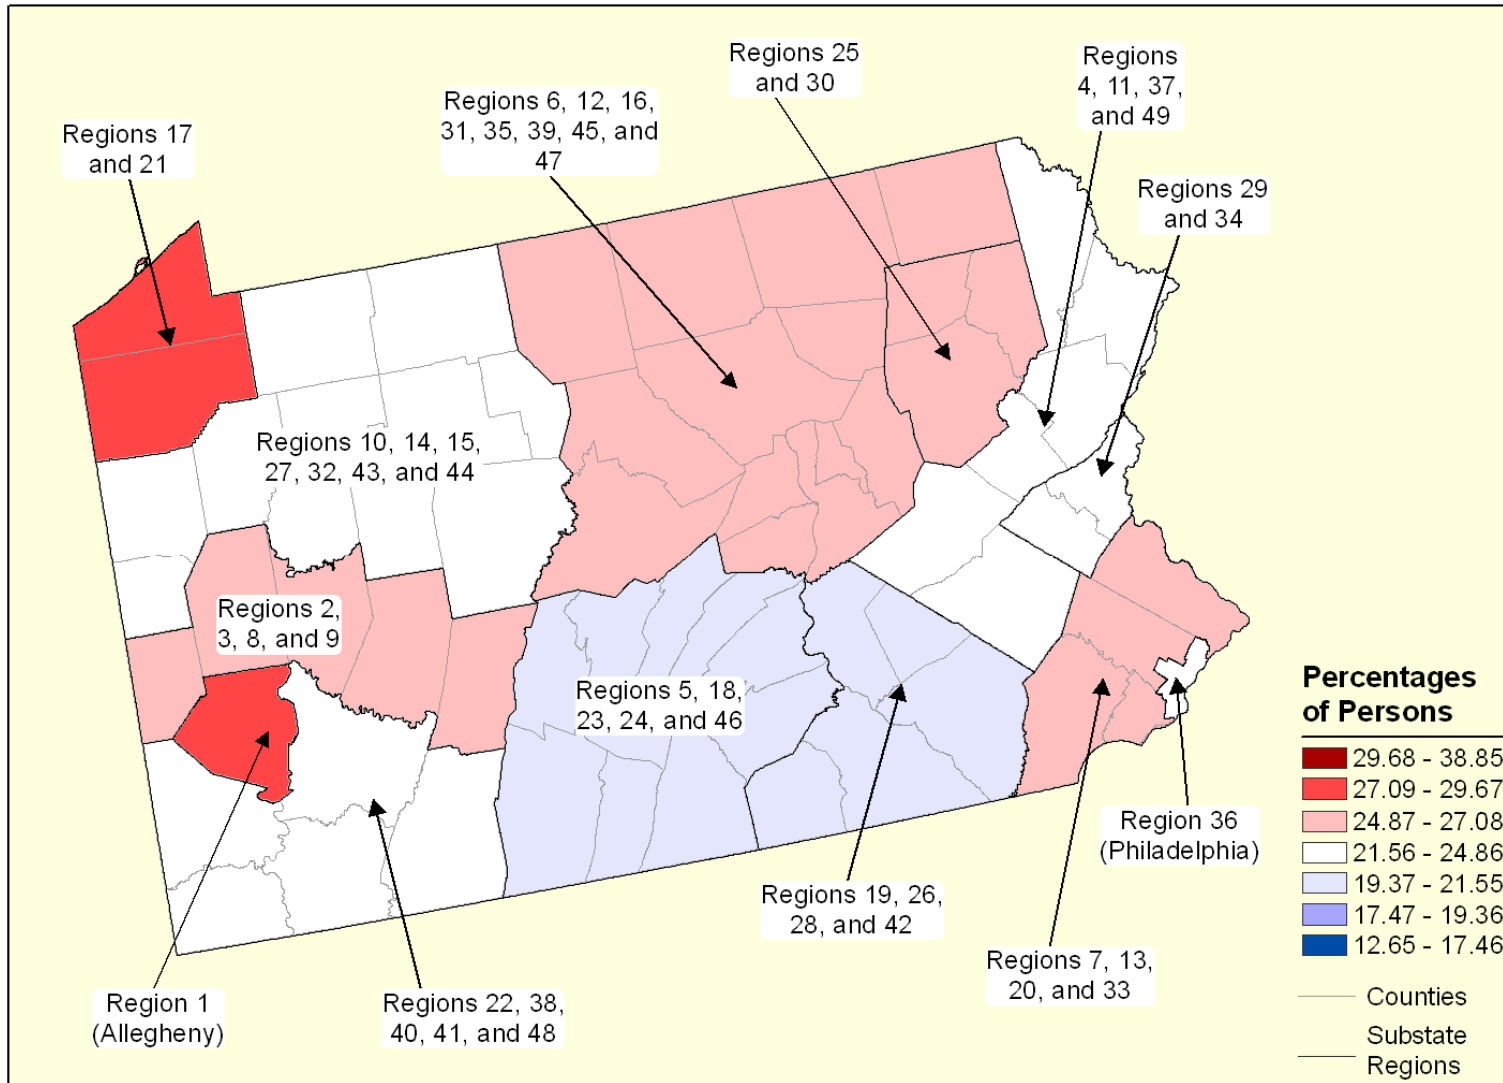 Regions 25
and 30
Regions
4, 11, 37,
and 49
Regions 6, 12, 16,
31, 35, 39, 45, and
47
Regions 17
and 21
Regions 29
and 34
Regions 10, 14, 15,
27, 32, 43, and 44
Regions 2,
3, 8, and 9
Regions 5, 18,
23, 24, and 46
Percentages
of Persons
29.68 - 38.85
27.09 - 29.67
24.87 - 27.08
21.56 - 24.86
19.37 - 21.55
17.47 - 19.36
12.65 - 17.46
Counties
Substate
Regions
Region 36
(Philadelphia)
Regions 19, 26,
28, and 42
Regions 7, 13,
20, and 33
Region 1
(Allegheny)
Regions 22, 38,
40, 41, and 48